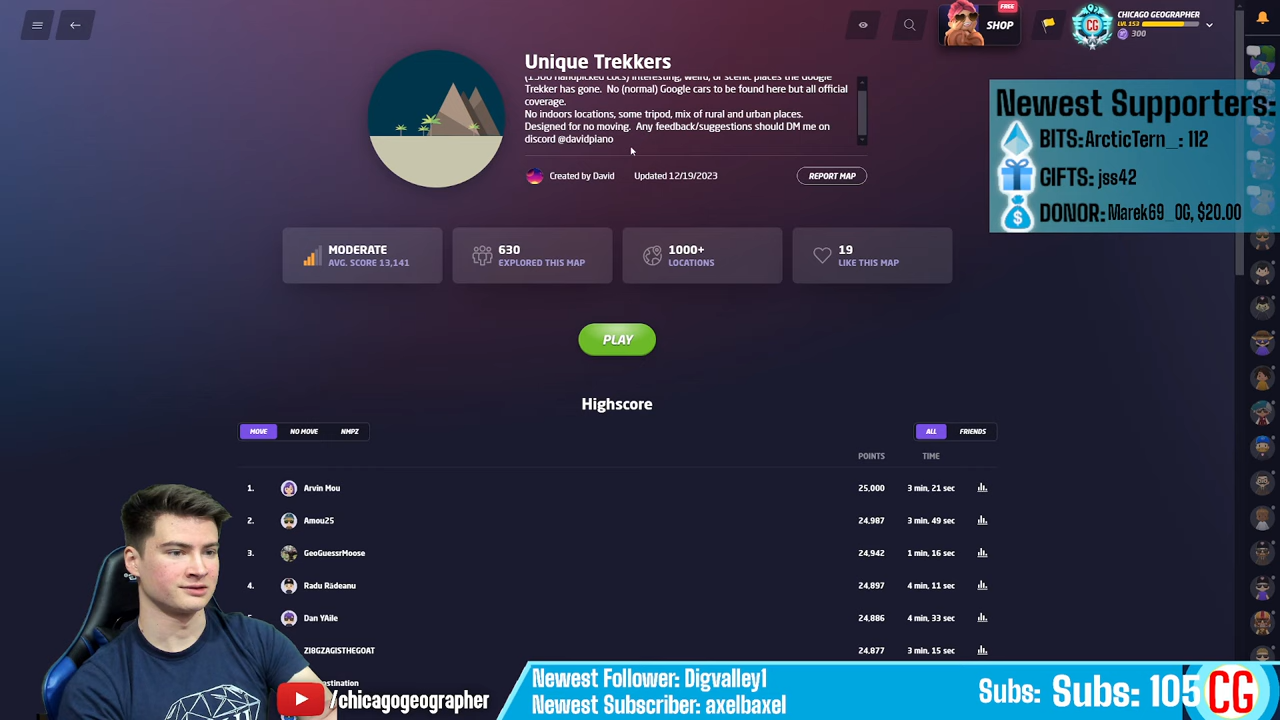 FREE
SHOP
CHICAGO GEOGRAPHER
LVL 153
300
CG
Unique Trekkers
(1500 handpicked locs) Interesting, weird, or scenic places the Google
Trekker has gone. No (normal) Google cars to be found here but all official
coverage.
No indoors locations, some tripod, mix of rural and urban places.
Designed for no moving. Any feedback/suggestions should DM me on
discord @davidpiano
Created by David
Updated 12/19/2023
REPORT MAP
Newest Supporters:
BITS: ArcticTern_: 112
GIFTS: jss42
DONOR: Marek69_OG, $20.00
MODERATE
AVG. SCORE 13,141
630
EXPLORED THIS MAP
1000+
LOCATIONS
19
LIKE THIS MAP
PLAY
Highscore
MOVE
NO MOVE
NMPZ
ALL
FRIENDS
POINTS
TIME
1. Arvin Mou 25,000 3 min, 21 sec
2. Amou25 24,987 3 min, 49 sec
3. GeoGuessrMoose 24,942 1 min, 16 sec
4. Radu Rădeanu 24,897 4 min, 11 sec
Dan YAile 24,886 4 min, 33 sec
ZI8GZAGISTHEGOAT 24,877 3 min, 15 sec
/chicagogeographer
Newest Follower: Digvalley1
Newest Subscriber: axelbaxel
Subs: Subs: 105
CG